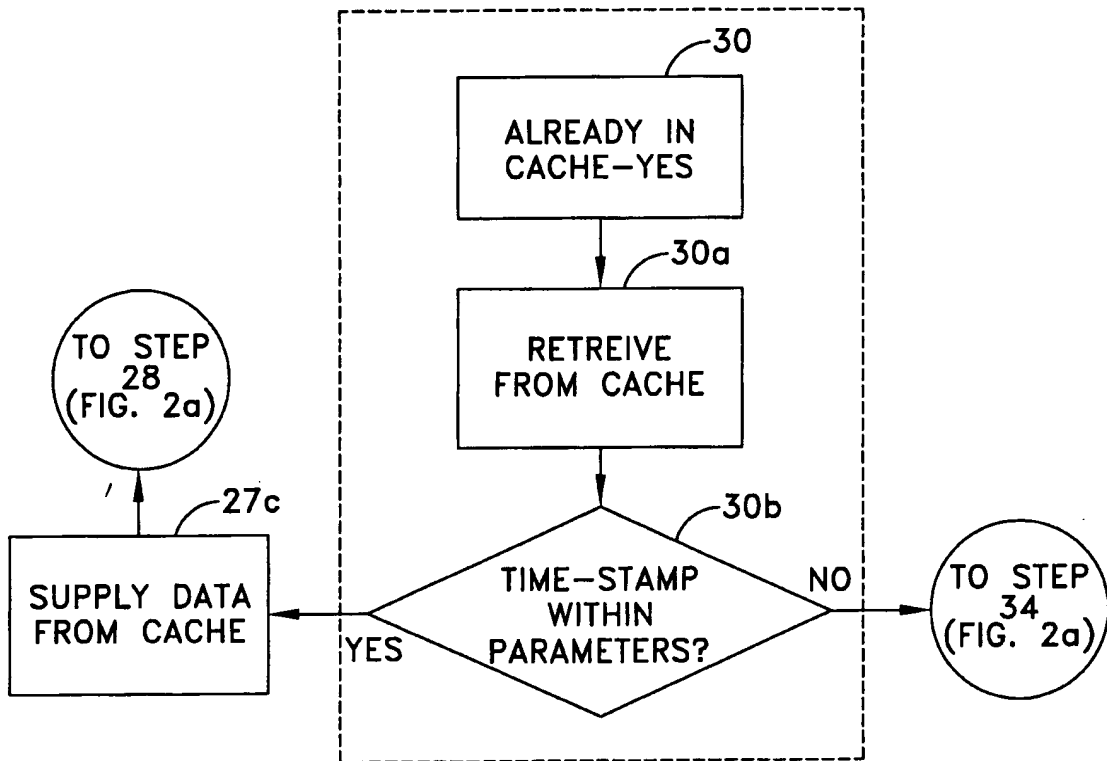 30
ALREADY IN
CACHE-YES
30a
RETREIVE
FROM CACHE
TO STEP
28
(FIG. 2a)
27c
SUPPLY DATA
FROM CACHE
30b
TIME-STAMP
WITHIN
PARAMETERS?
YES
NO
TO STEP
34
(FIG. 2a)